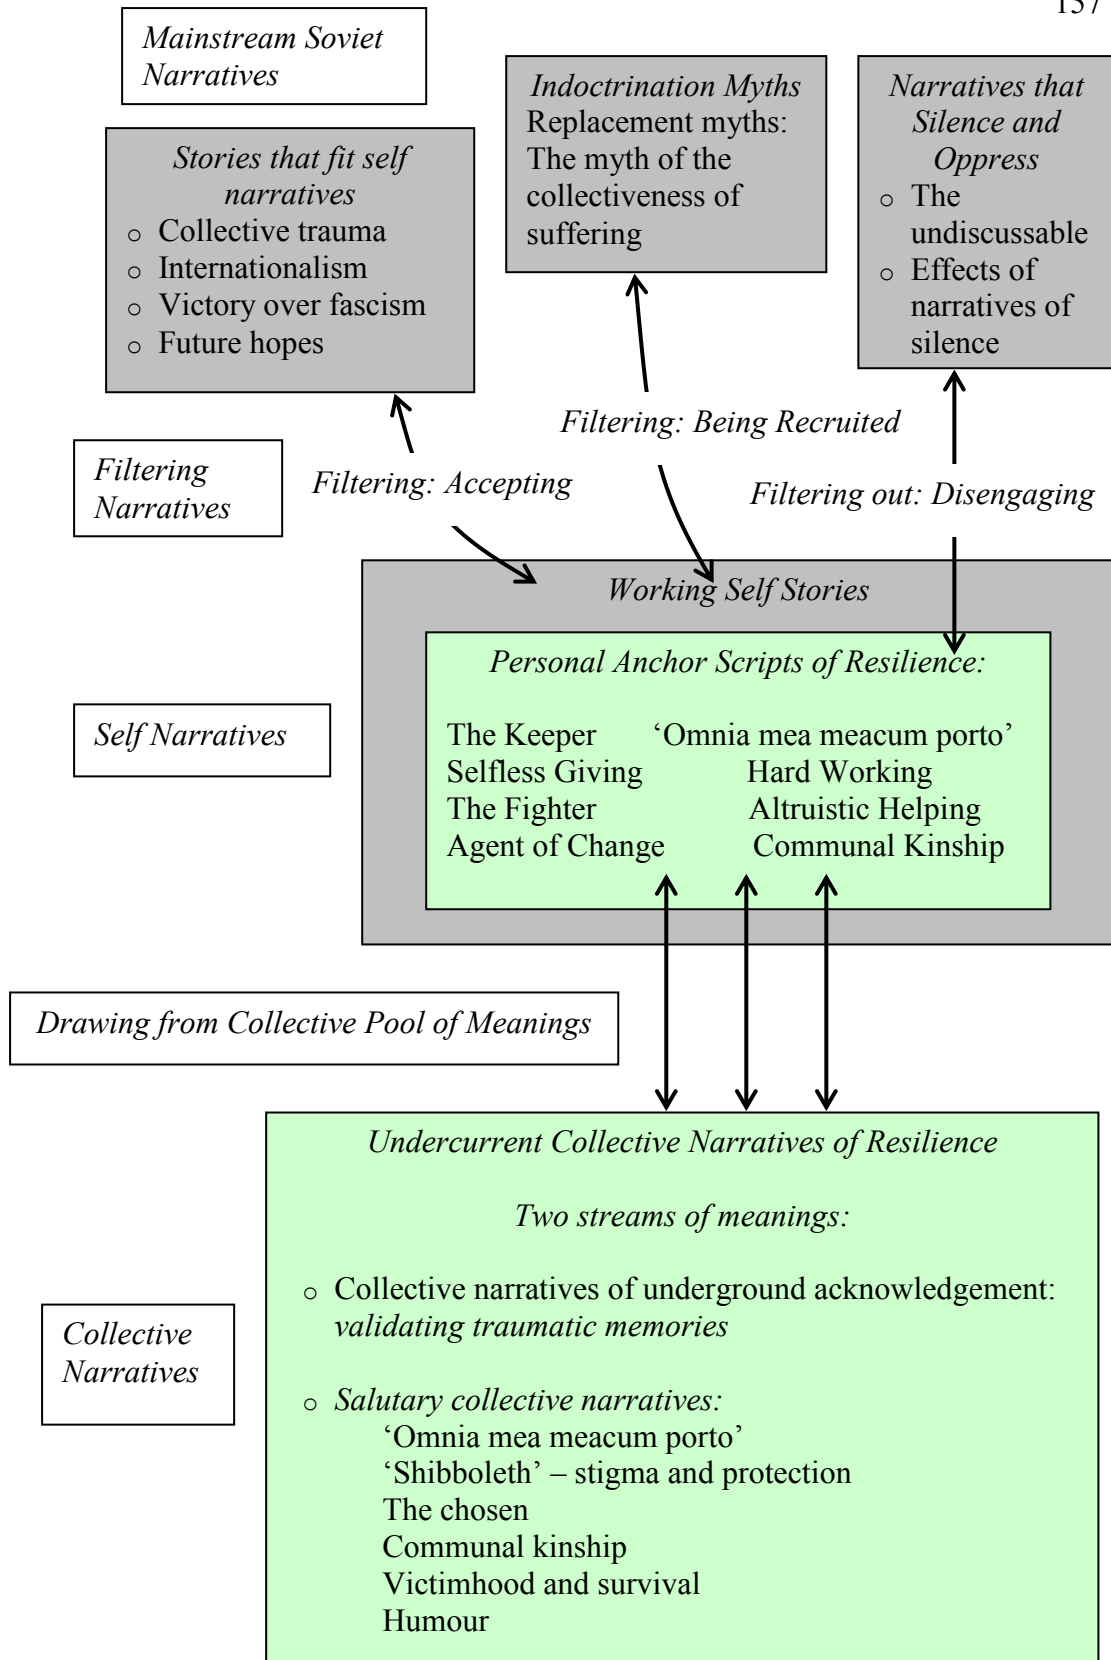 157
Mainstream Soviet
Narratives
Stories that fit self
narratives
o Collective trauma
o Internationalism
o Victory over fascism
o Future hopes
Indoctrination Myths
Replacement myths:
The myth of the
collectiveness of
suffering
Narratives that
Silence and
Oppress
o The
undiscussable
o Effects of
narratives of
silence
Filtering
Narratives
Filtering: Accepting
Filtering: Being Recruited
Filtering out: Disengaging
Working Self Stories
Self Narratives
Personal Anchor Scripts of Resilience:
The Keeper ‘Omnia mea meacum porto’
Selfless Giving Hard Working
The Fighter Altruistic Helping
Agent of Change Communal Kinship
Drawing from Collective Pool of Meanings
Undercurrent Collective Narratives of Resilience
Two streams of meanings:
Collective
Narratives
o Collective narratives of underground acknowledgement:
validating traumatic memories
o Salutary collective narratives:
‘Omnia mea meacum porto’
‘Shibboleth’ – stigma and protection
The chosen
Communal kinship
Victimhood and survival
Humour